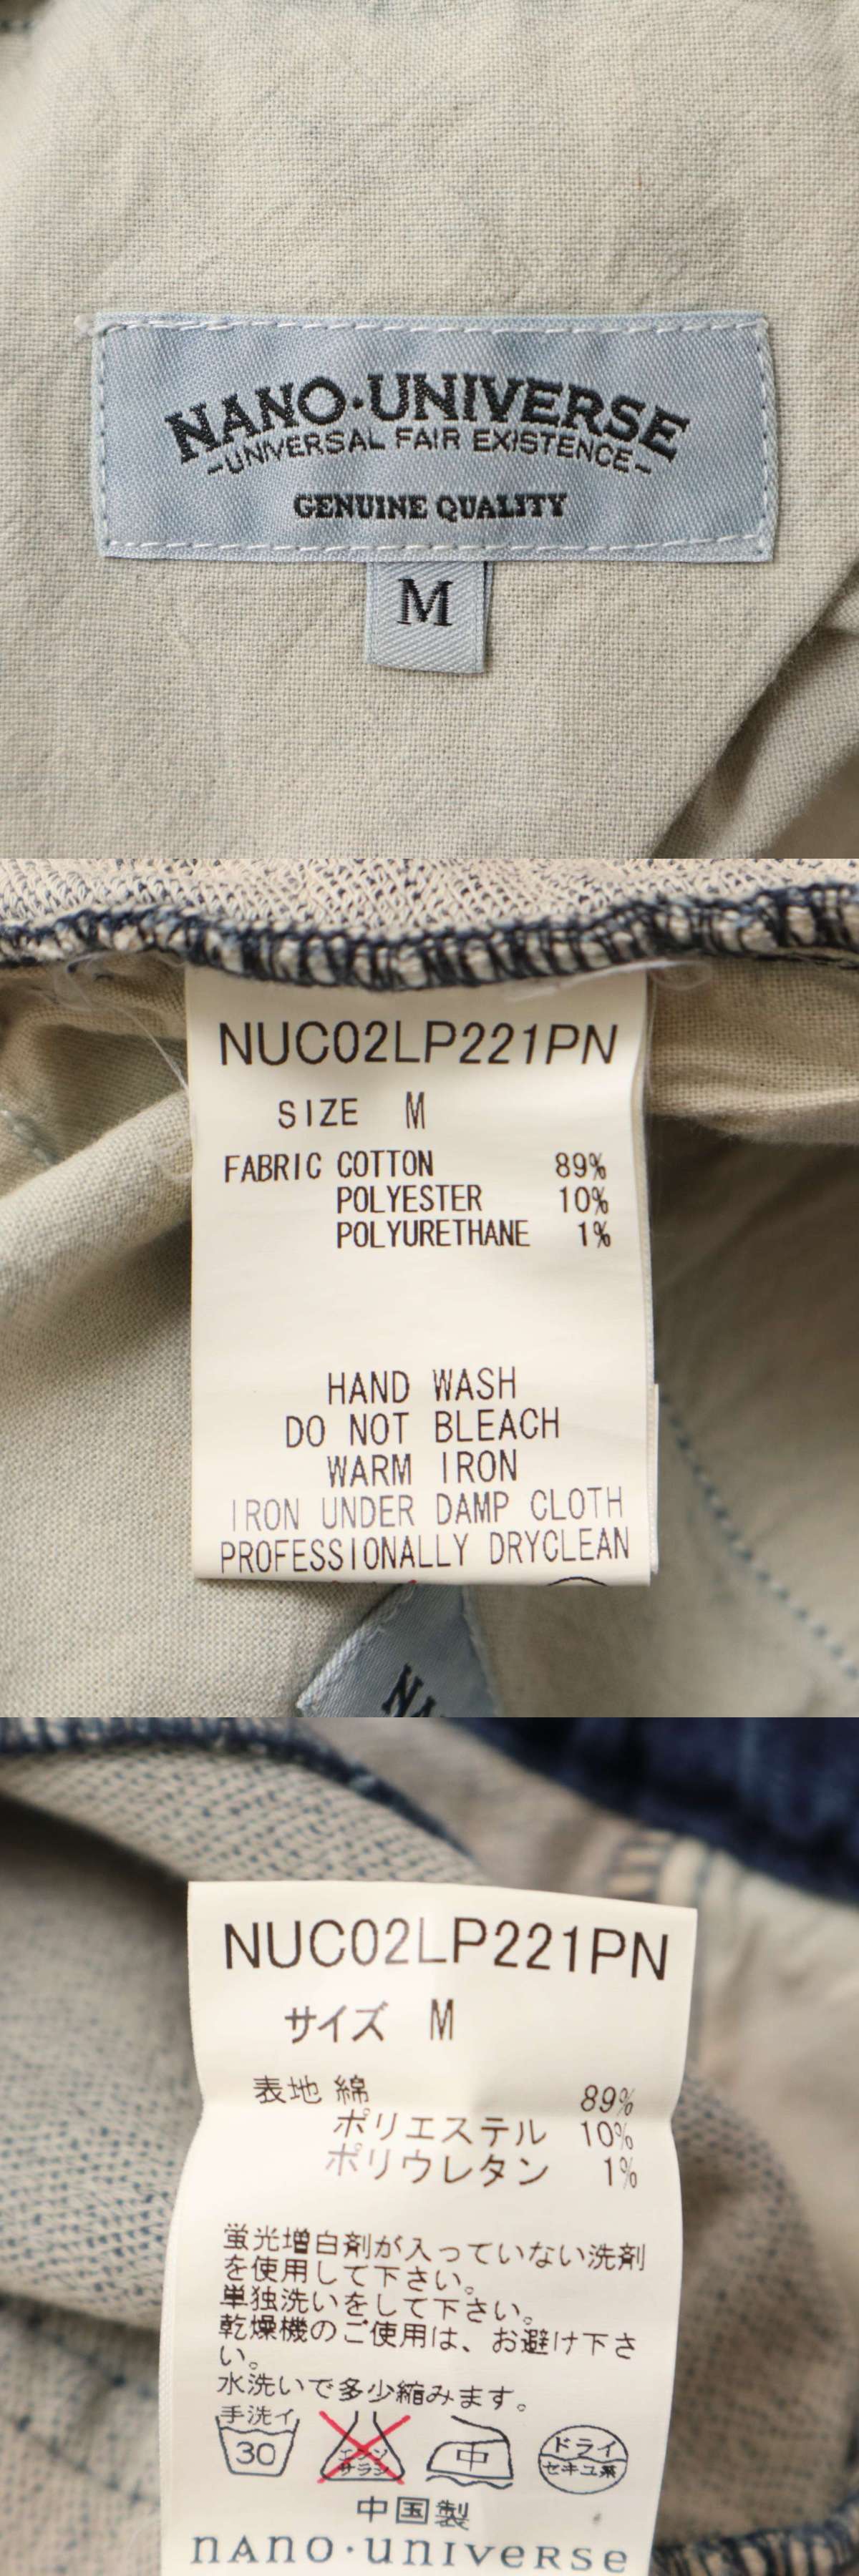 NANO·UNIVERSE
-UNIVERSAL FAIR EXISTENCE-
GENUINE QUALITY
M
NUC02LP221PN
SIZE M
FABRIC COTTON 89%
POLYESTER 10%
POLYURETHANE 1%
HAND WASH
DO NOT BLEACH
WARM IRON
IRON UNDER DAMP CLOTH
PROFESSIONALLY DRYCLEAN
NUC02LP221PN
サイズ M
表地 綿 89%
ポリエステル 10%
ポリウレタン 1%
蛍光増白剤が入っていない洗剤
を使用して下さい。
単独洗いをして下さい。
乾燥機のご使用は、お避け下さ
い。
水洗いで多少縮みます。
手洗イ
30
エンソ
サラシ
中
ドライ
セキユ系
中国製
nano·universe